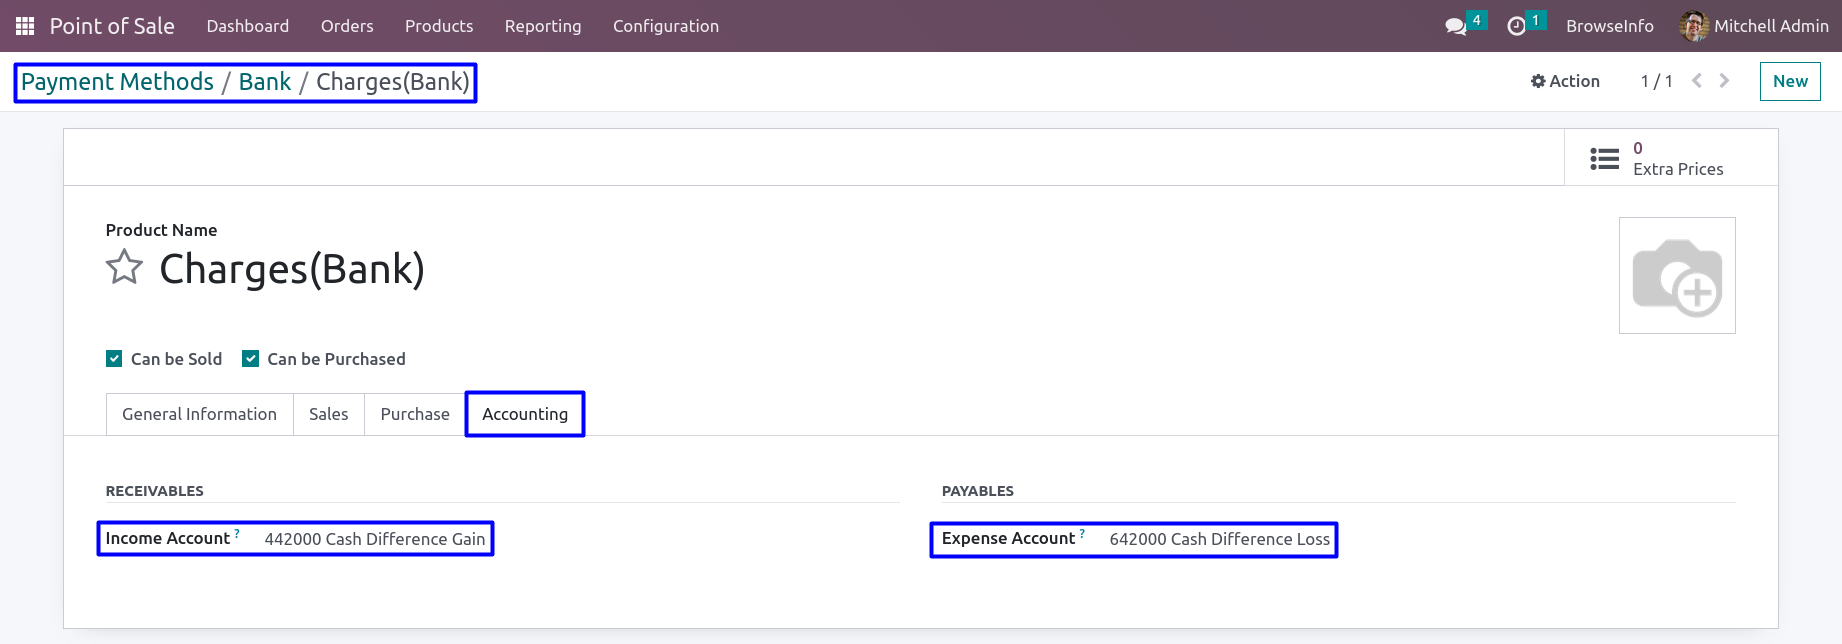 Point of Sale Dashboard Orders Products Reporting Configuration 4 1 BrowseInfo Mitchell Admin
Payment Methods / Bank / Charges(Bank) Action 1 / 1 New
0
Extra Prices
Product Name
Charges(Bank)
Can be Sold Can be Purchased
General Information Sales Purchase Accounting
RECEIVABLES PAYABLES
Income Account ? 442000 Cash Difference Gain Expense Account ? 642000 Cash Difference Loss